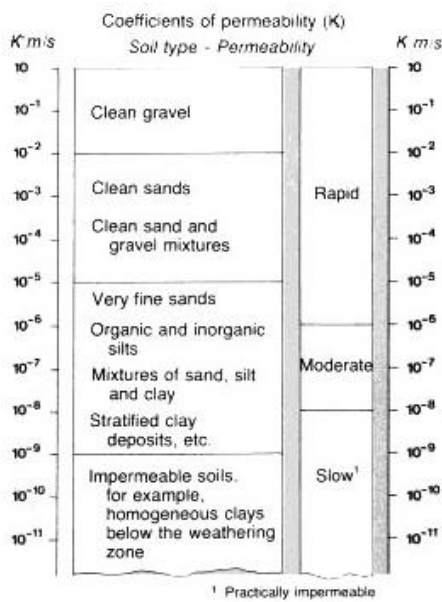 Coefficients of permeability (K)
K m/s
Soil type - Permeability
K m/s
10
10
10⁻¹
Clean gravel
10⁻¹
10⁻²
10⁻²
Clean sands
10⁻³
Rapid
10⁻³
Clean sand and
gravel mixtures
10⁻⁴
10⁻⁴
10⁻⁵
10⁻⁵
Very fine sands
10⁻⁶
10⁻⁶
Organic and inorganic
silts
10⁻⁷
Moderate
10⁻⁷
Mixtures of sand, silt
and clay
10⁻⁸
10⁻⁸
Stratified clay
deposits, etc.
10⁻⁹
10⁻⁹
Impermeable soils.
for example,
homogeneous clays
below the weathering
zone
Slow¹
10⁻¹⁰
10⁻¹⁰
10⁻¹¹
10⁻¹¹
¹ Practically impermeable